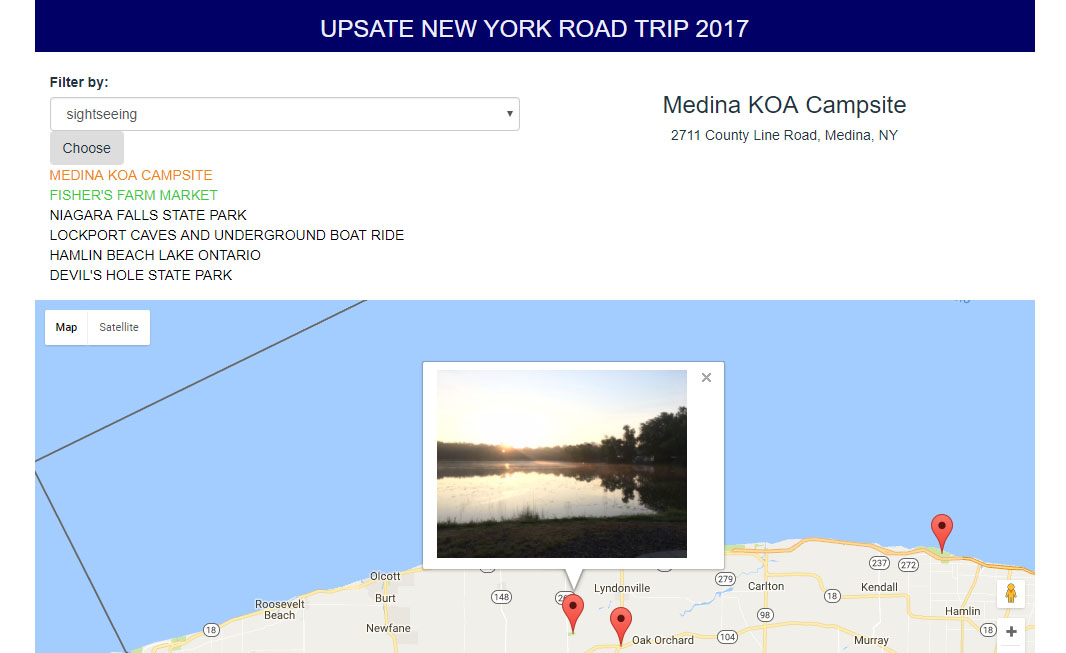 UPSATE NEW YORK ROAD TRIP 2017
Filter by:
sightseeing
Choose
MEDINA KOA CAMPSITE
FISHER'S FARM MARKET
NIAGARA FALLS STATE PARK
LOCKPORT CAVES AND UNDERGROUND BOAT RIDE
HAMLIN BEACH LAKE ONTARIO
DEVIL'S HOLE STATE PARK
Medina KOA Campsite
2711 County Line Road, Medina, NY
Map Satellite
237 272
Olcott
279
Lyndonville
Carlton
Kendall
Burt
148
18
Roosevelt
Beach
98
Hamlin
Newfane
18
18
Oak Orchard
104
Murray